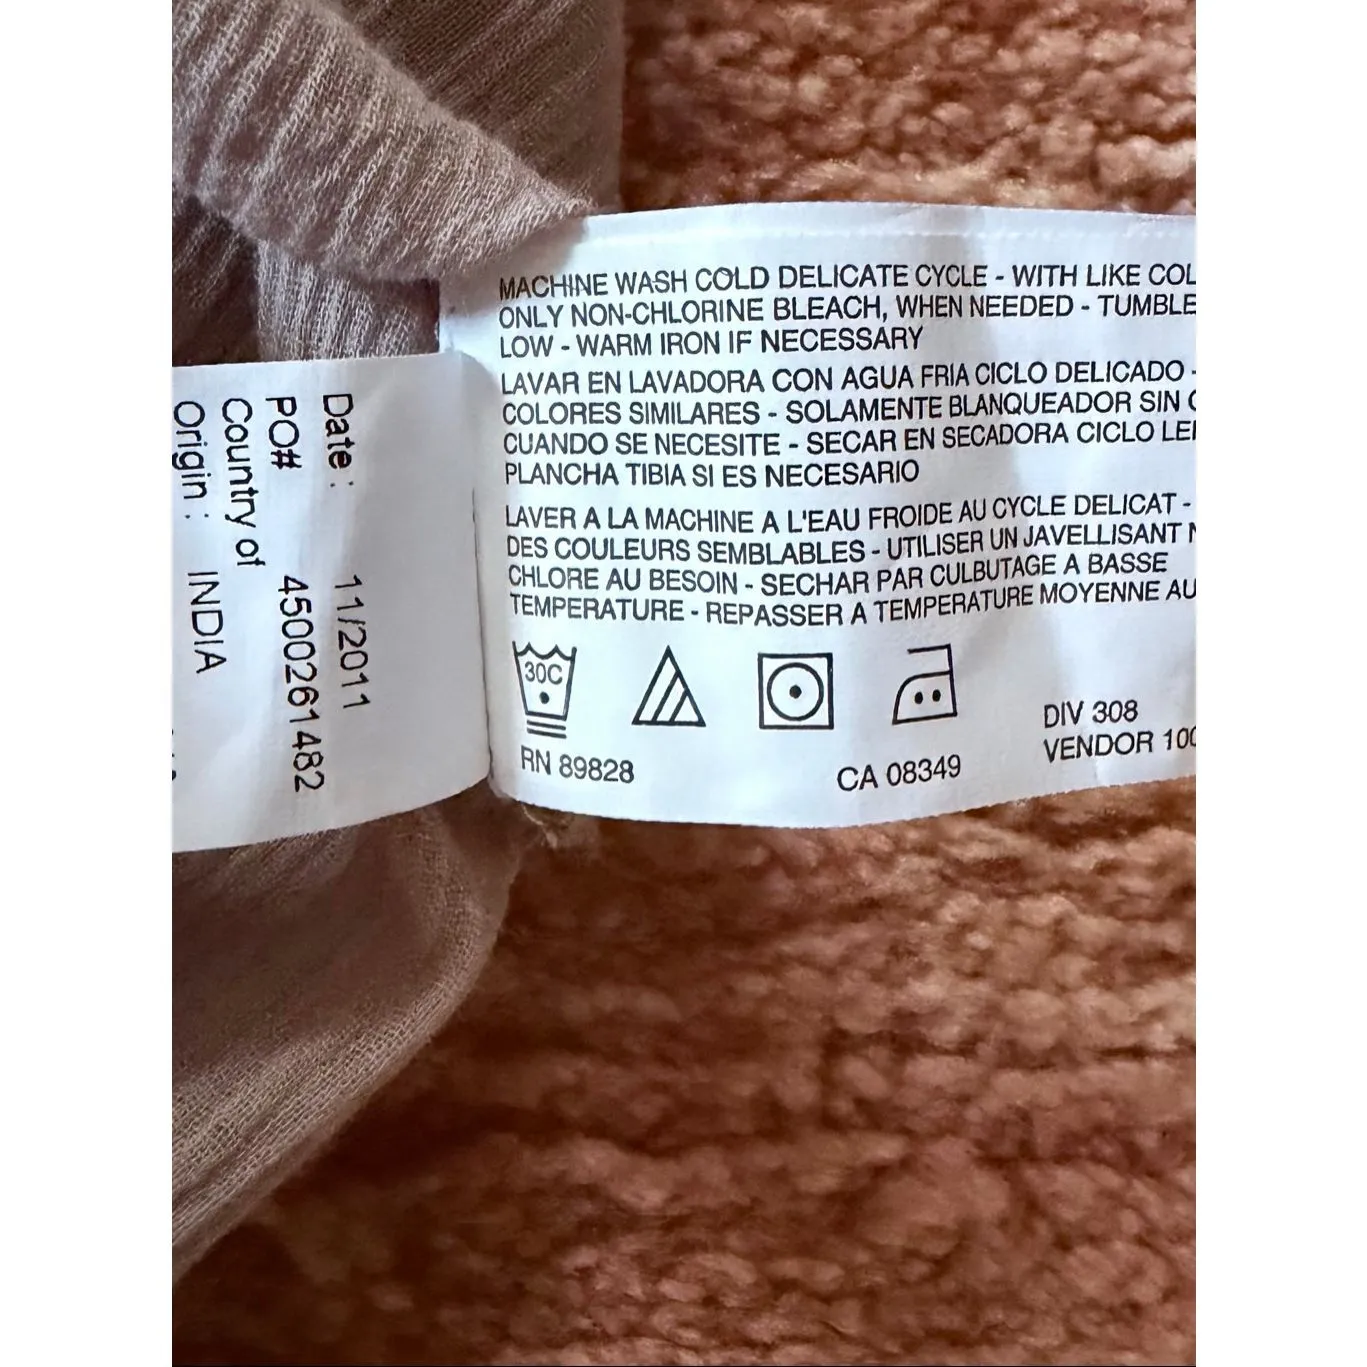 MACHINE WASH COLD DELICATE CYCLE - WITH LIKE COL
ONLY NON-CHLORINE BLEACH, WHEN NEEDED - TUMBLE
LOW - WARM IRON IF NECESSARY
LAVAR EN LAVADORA CON AGUA FRIA CICLO DELICADO -
COLORES SIMILARES - SOLAMENTE BLANQUEADOR SIN
CUANDO SE NECESITE - SECAR EN SECADORA CICLO
PLANCHA TIBIA SI ES NECESARIO
LAVER A LA MACHINE A L'EAU FROIDE AU CYCLE DELICAT -
DES COULEURS SEMBLABLES - UTILISER UN JAVELLISANT
CHLORE AU BESOIN - SECHAR PAR CULBUTAGE A BASSE
TEMPERATURE - REPASSER A TEMPERATURE MOYENNE AU
30C
RN 89828
CA 08349
DIV 308
VENDOR 100
Date : 11/2011
PO# 4500261482
Country of
Origin : INDIA